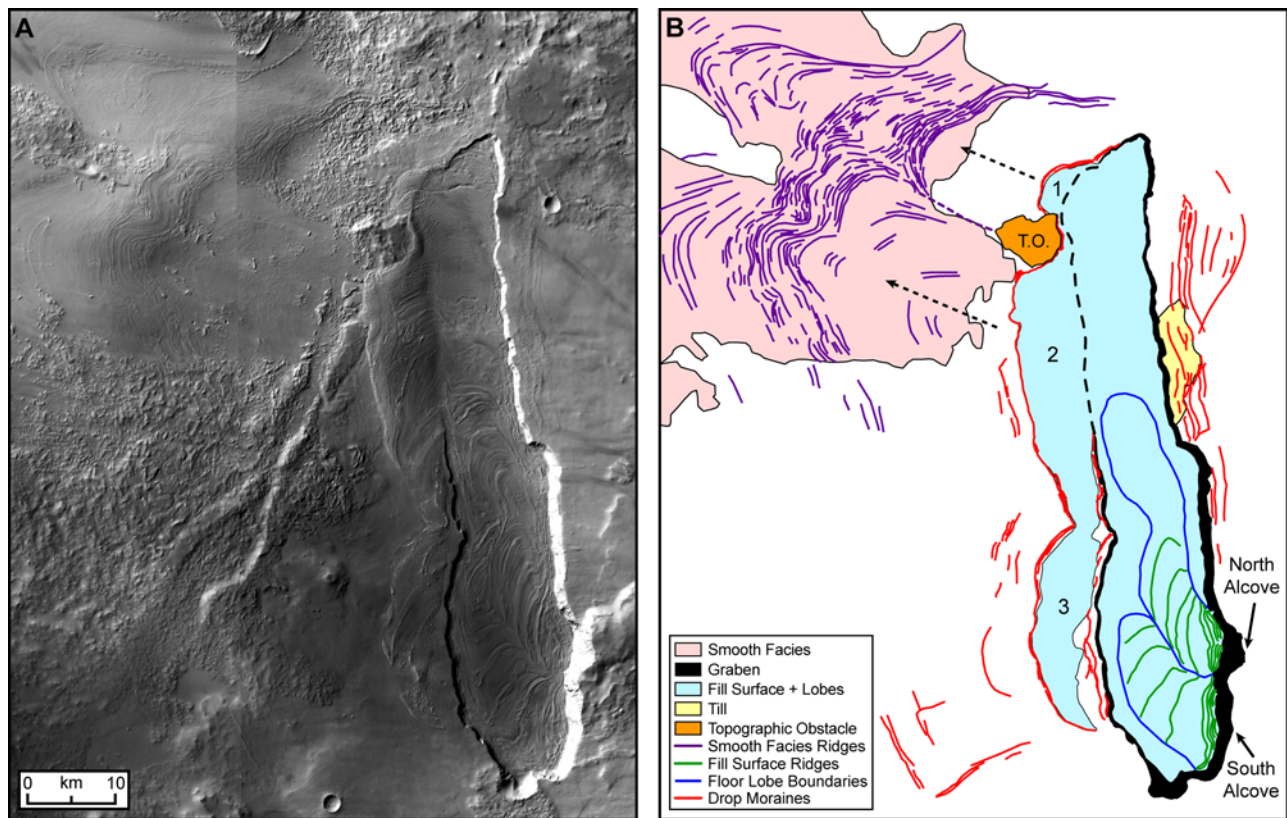 A
0 km 10
B
1
T.O.
2
3
North
Alcove
South
Alcove
Smooth Facies
Graben
Fill Surface + Lobes
Till
Topographic Obstacle
Smooth Facies Ridges
Fill Surface Ridges
Floor Lobe Boundaries
Drop Moraines